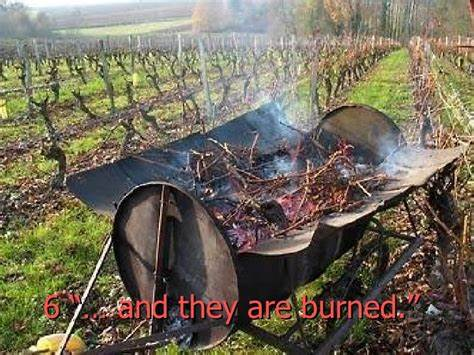 6 “… and they are burned.”